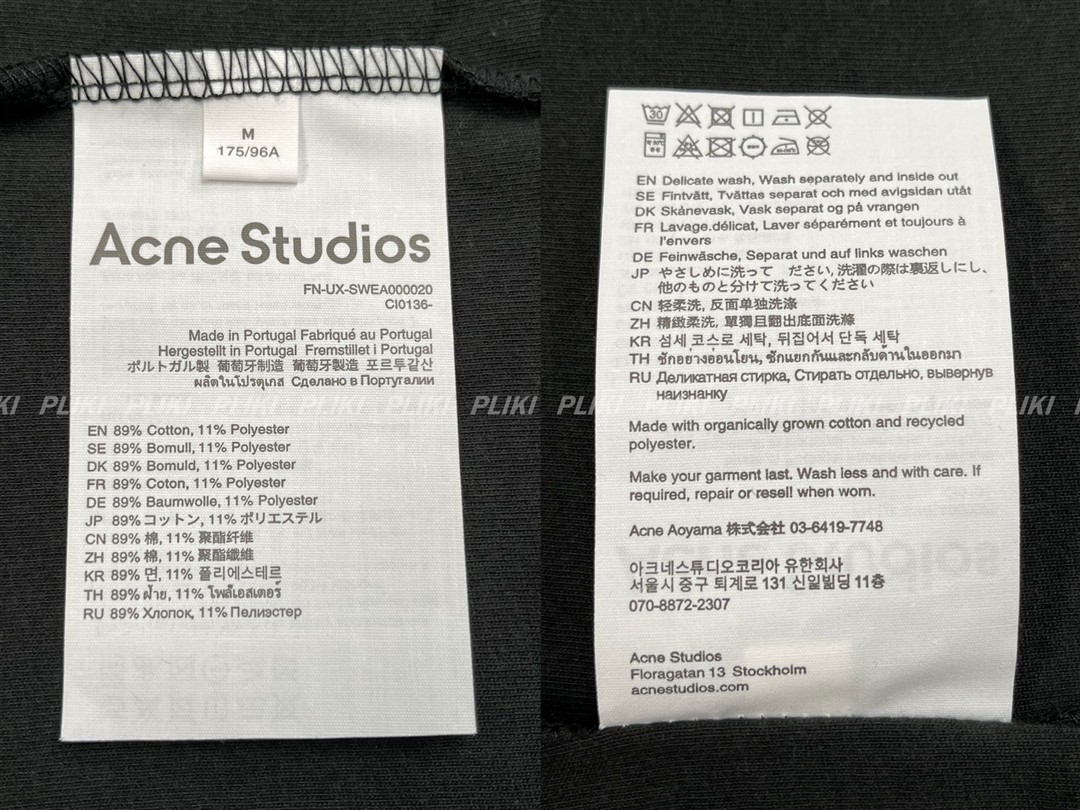 M
175/96A
Acne Studios
FN-UX-SWEA000020
CI0136-
Made in Portugal Fabriqué au Portugal
Hergestellt in Portugal Fremstillet i Portugal
ポルトガル製 葡萄牙制造 葡萄牙製造 포르투갈산
ผลิตในโปรตุเกส Сделано в Португалии
EN 89% Cotton, 11% Polyester
SE 89% Bomull, 11% Polyester
DK 89% Bomuld, 11% Polyester
FR 89% Coton, 11% Polyester
DE 89% Baumwolle, 11% Polyester
JP 89% コットン, 11% ポリエステル
CN 89% 棉, 11% 聚酯纤维
ZH 89% 棉, 11% 聚酯纖維
KR 89% 면, 11% 폴리에스테르
TH 89% ฝ้าย, 11% โพลีเอสเตอร์
RU 89% Хлопок, 11% Пелиэстер
30
EN Delicate wash, Wash separately and inside out
SE Fintvätt, Tvättas separat och med avigsidan utåt
DK Skånevask, Vask separat og på vrangen
FR Lavage.délicat, Laver séparément et toujours à
l'envers
DE Feinwäsche, Separat und auf links waschen
JP やさしめに洗って ださい, 洗濯の際は裏返しにし、
他のものと分けて洗ってください
CN 轻柔洗, 反面单独洗涤
ZH 精緻柔洗, 單獨且翻出底面洗滌
KR 섬세 코스로 세탁, 뒤집어서 단독 세탁
TH ซักอย่างอ่อนโยน, ซักแยกกันและกลับด้านในออกมา
RU Деликатная стирка, Стирать отдельно, вывернув
наизнанку
Made with organically grown cotton and recycled
polyester.
Make your garment last. Wash less and with care. If
required, repair or resell when worn.
Acne Aoyama 株式会社 03-6419-7748
아크네스튜디오코리아 유한회사
서울시 중구 퇴계로 131 신일빌딩 11층
070-8872-2307
Acne Studios
Floragatan 13 Stockholm
acnestudios.com
KI PLIKI PLIKI PLIKI PLIKI PLIKI PLIKI PLIKI PLI